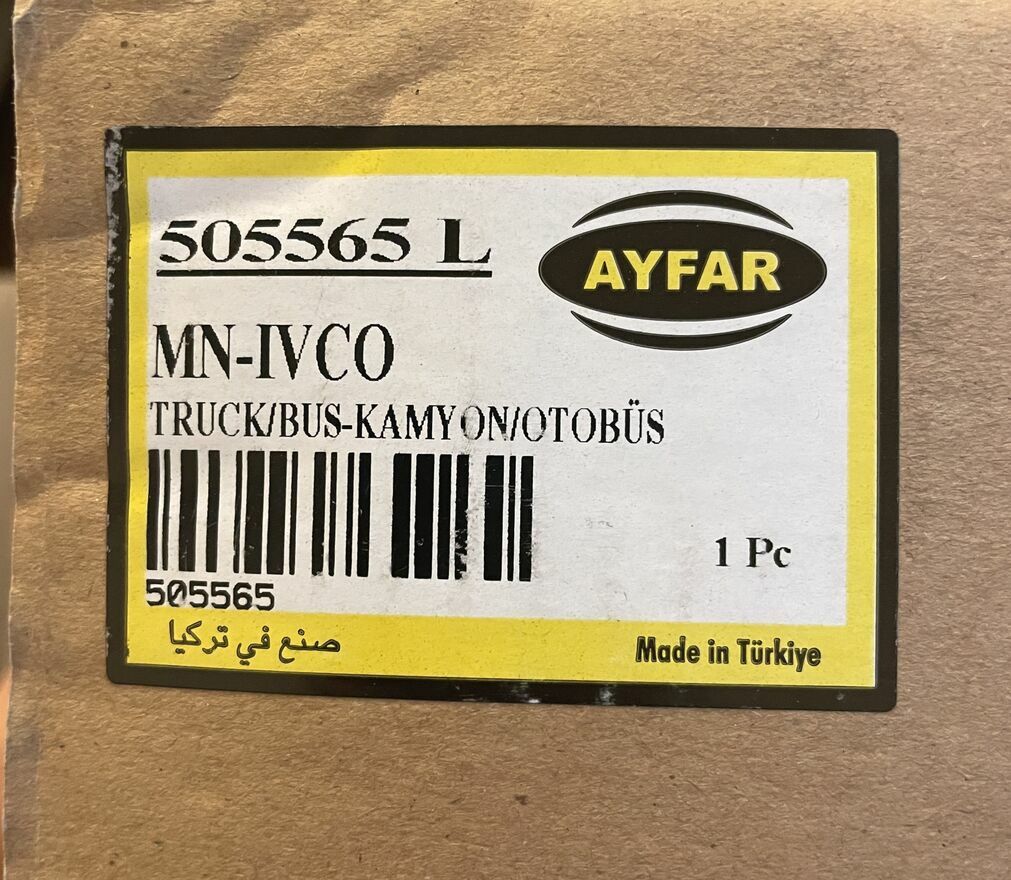 505565 L
AYFAR
MN-IVCO
TRUCK/BUS-KAMYON/OTOBÜS
1 Pc
505565
صنع في تركيا
Made in Türkiye